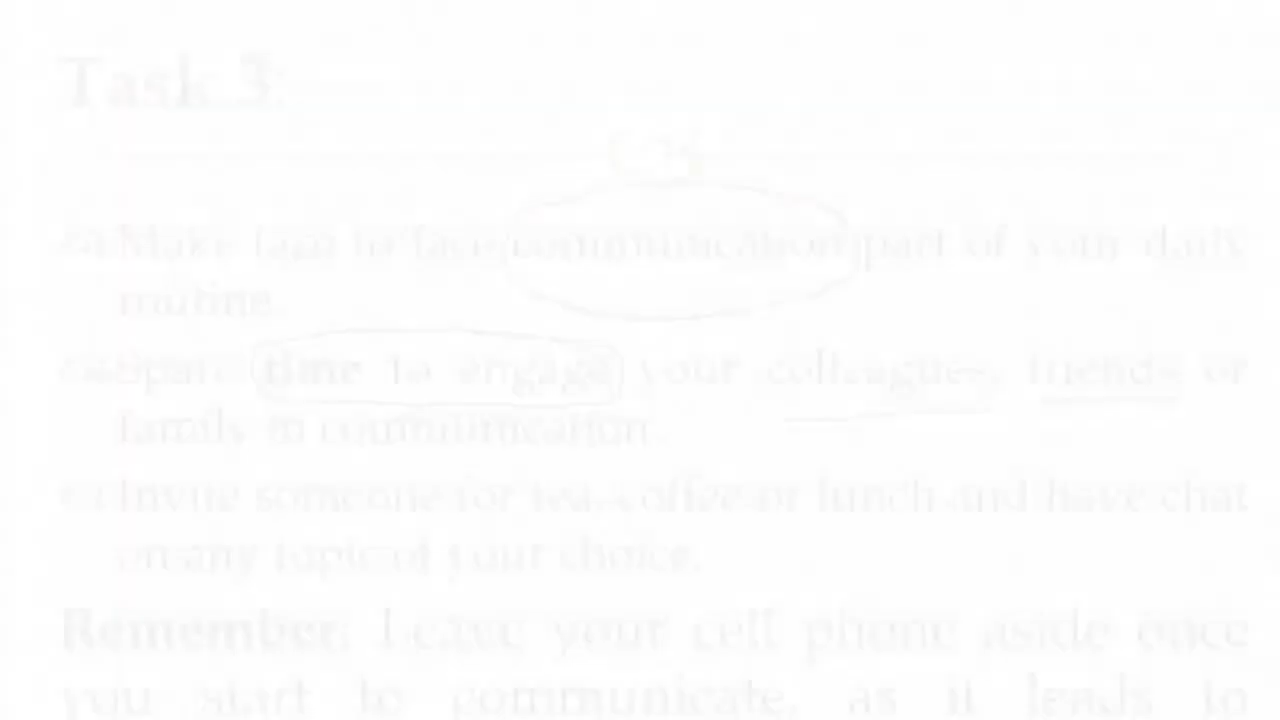 Task 3
Make face to face communication part of your daily
routine.
Spare time to engage your colleagues, friends or
family in communication.
Invite someone for tea, coffee or lunch and have chat
on any topic of your choice.
Remember: Leave your cell phone aside once
you start to communicate, as it leads to